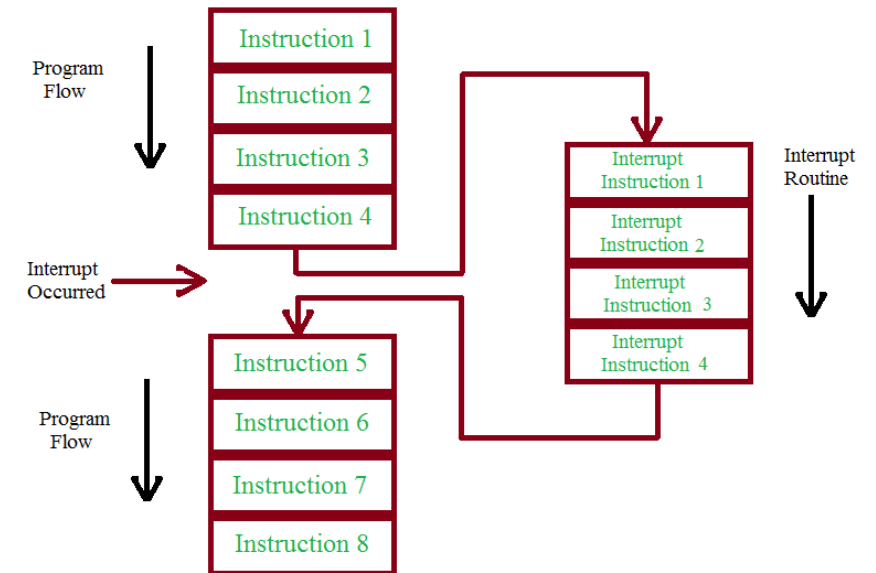 Program
Flow
Instruction 1
Instruction 2
Instruction 3
Instruction 4
Interrupt
Occurred
Interrupt
Instruction 1
Interrupt
Instruction 2
Interrupt
Instruction 3
Interrupt
Instruction 4
Interrupt
Routine
Program
Flow
Instruction 5
Instruction 6
Instruction 7
Instruction 8